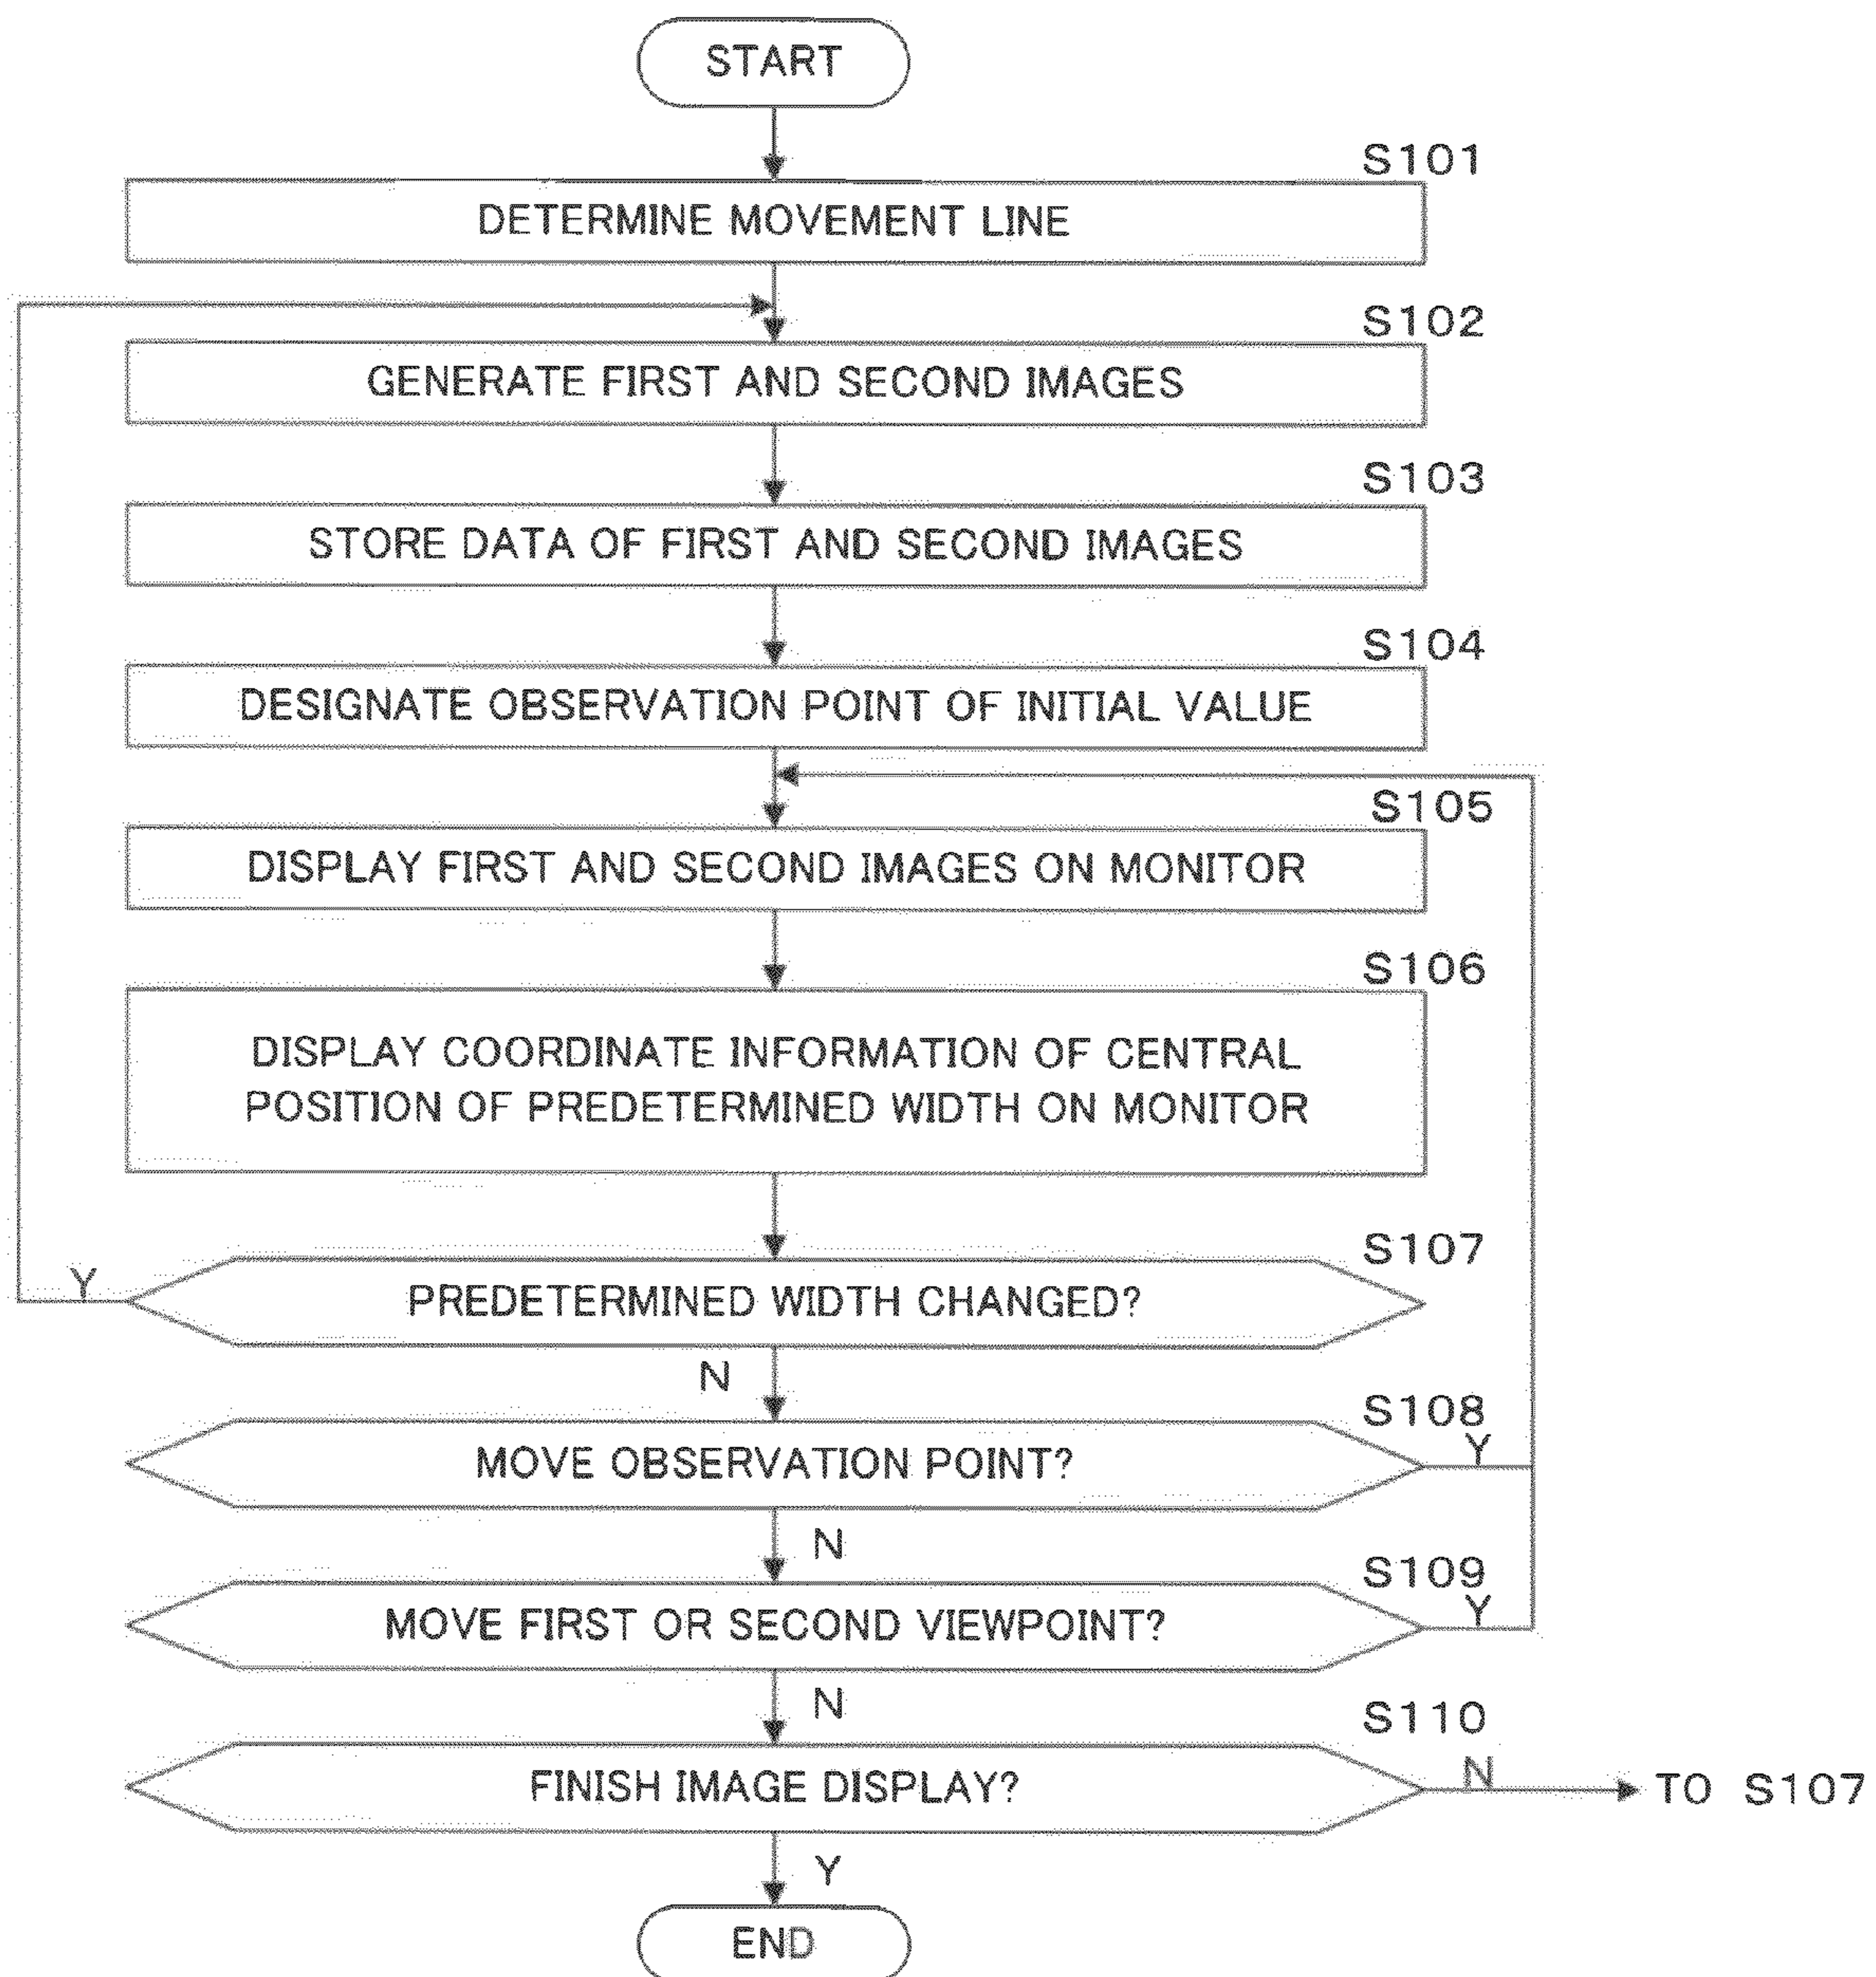 START
S101
DETERMINE MOVEMENT LINE
S102
GENERATE FIRST AND SECOND IMAGES
S103
STORE DATA OF FIRST AND SECOND IMAGES
S104
DESIGNATE OBSERVATION POINT OF INITIAL VALUE
S105
DISPLAY FIRST AND SECOND IMAGES ON MONITOR
S106
DISPLAY COORDINATE INFORMATION OF CENTRAL
POSITION OF PREDETERMINED WIDTH ON MONITOR
S107
Y
PREDETERMINED WIDTH CHANGED?
N
S108
MOVE OBSERVATION POINT?
Y
N
S109
MOVE FIRST OR SECOND VIEWPOINT?
Y
N
S110
FINISH IMAGE DISPLAY?
N
TO S107
Y
END